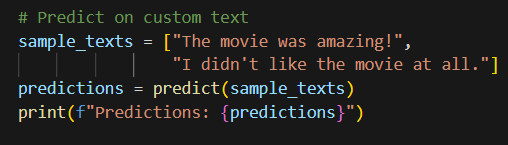 # Predict on custom text
sample_texts = ["The movie was amazing!",
                "I didn't like the movie at all."]
predictions = predict(sample_texts)
print(f"Predictions: {predictions}")